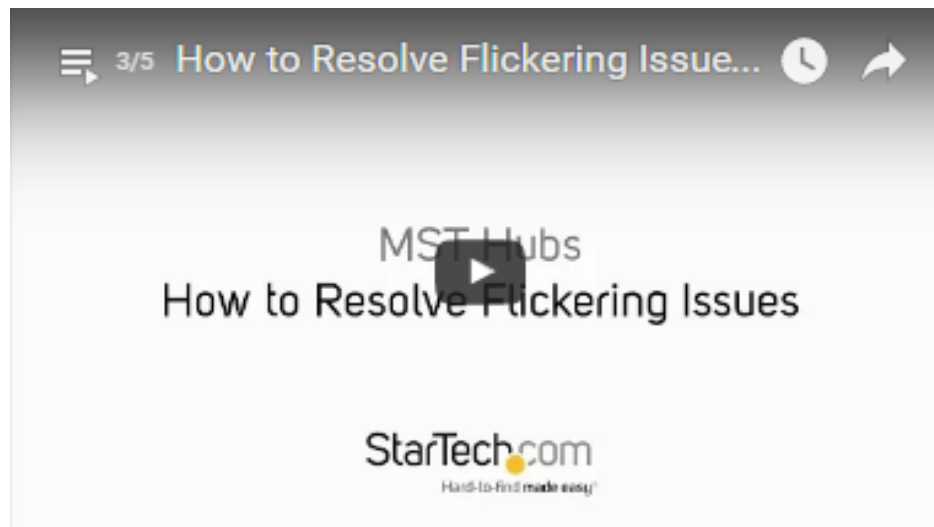 3/5 How to Resolve Flickering Issue...
MST Hubs
How to Resolve Flickering Issues
StarTech.com
Hard-to-find made easy®